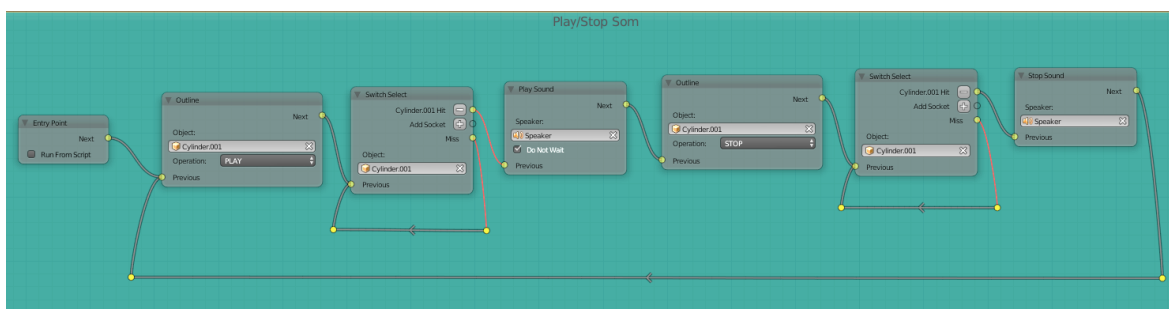 Play/Stop Som
Entry Point
Next
Run From Script
Outline
Next
Object:
Cylinder.001
Operation: PLAY
Previous
Switch Select
Cylinder.001 Hit
Add Socket
Miss
Object:
Cylinder.001
Previous
Play Sound
Next
Speaker:
Speaker
Do Not Wait
Previous
Outline
Next
Object:
Cylinder.001
Operation: STOP
Previous
Switch Select
Cylinder.001 Hit
Add Socket
Miss
Object:
Cylinder.001
Previous
Stop Sound
Next
Speaker:
Speaker
Previous